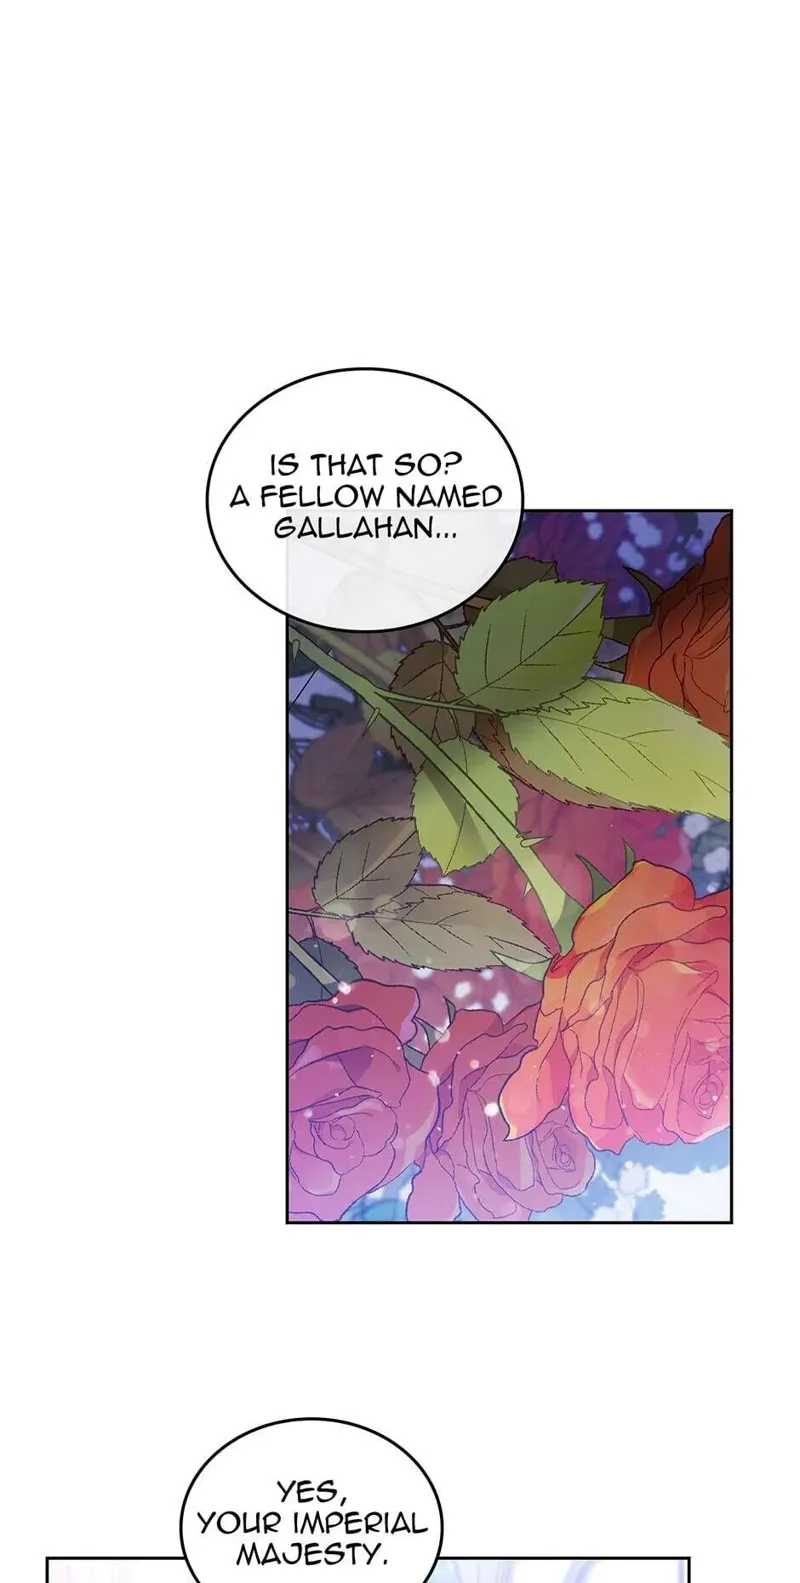 IS THAT SO?
A FELLOW NAMED
GALLAHAN...
YES,
YOUR IMPERIAL
MAJESTY.